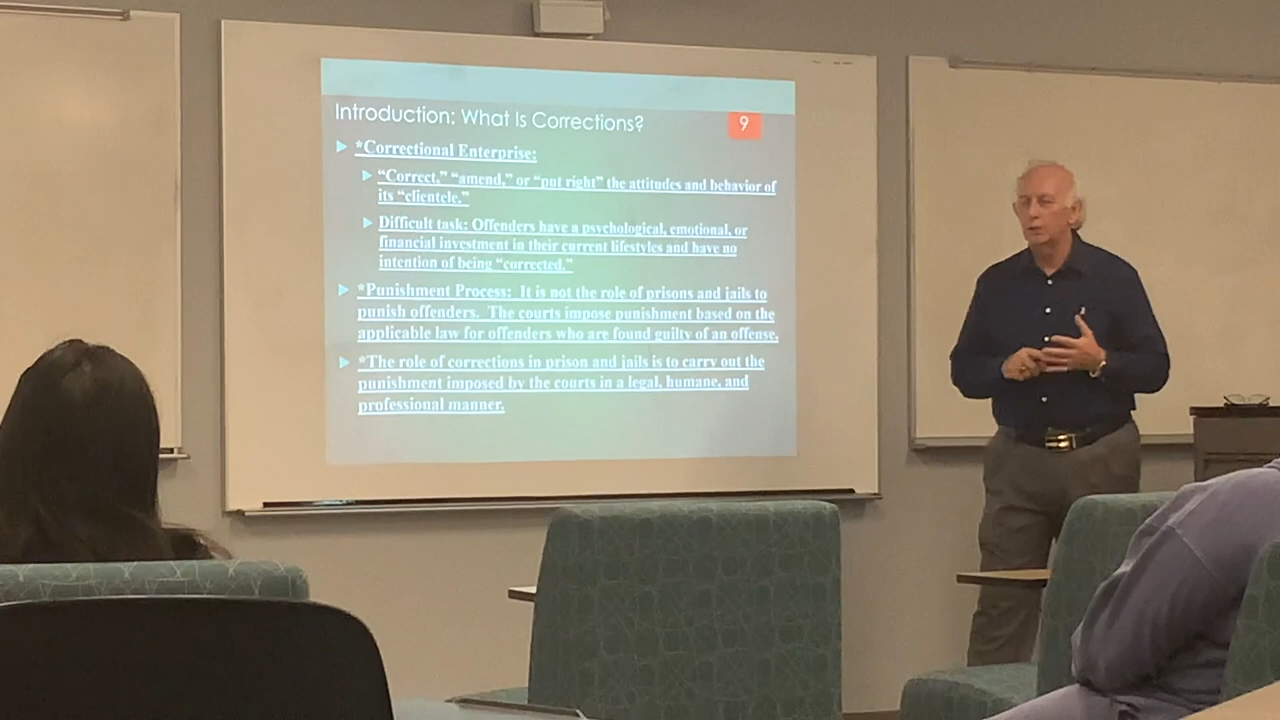 Introduction: What Is Corrections?
9
*Correctional Enterprise:
"Correct," "amend," or "put right" the attitudes and behavior of
its "clientele."
Difficult task: Offenders have a psychological, emotional, or
financial investment in their current lifestyles and have no
intention of being "corrected."
*Punishment Process: It is not the role of prisons and jails to
punish offenders. The courts impose punishment based on the
applicable law for offenders who are found guilty of an offense.
*The role of corrections in prison and jails is to carry out the
punishment imposed by the courts in a legal, humane, and
professional manner.